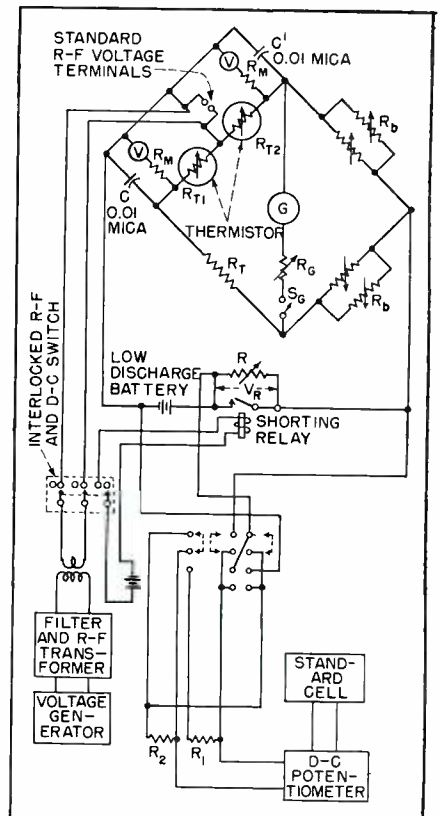 STANDARD
R-F VOLTAGE
TERMINALS
C'
0.01 MICA
V
RM
RT2
Rb
V
RM
RT1
C
0.01
MICA
THERMISTOR
G
RT
RG
SG
Rb
INTERLOCKED R-F
AND D-C SWITCH
LOW
DISCHARGE
BATTERY
R
VR
SHORTING
RELAY
FILTER
AND R-F
TRANS-
FORMER
VOLTAGE
GEN-
ERATOR
R2
R1
STAND-
ARD
CELL
D-C
POTEN-
TIOMETER